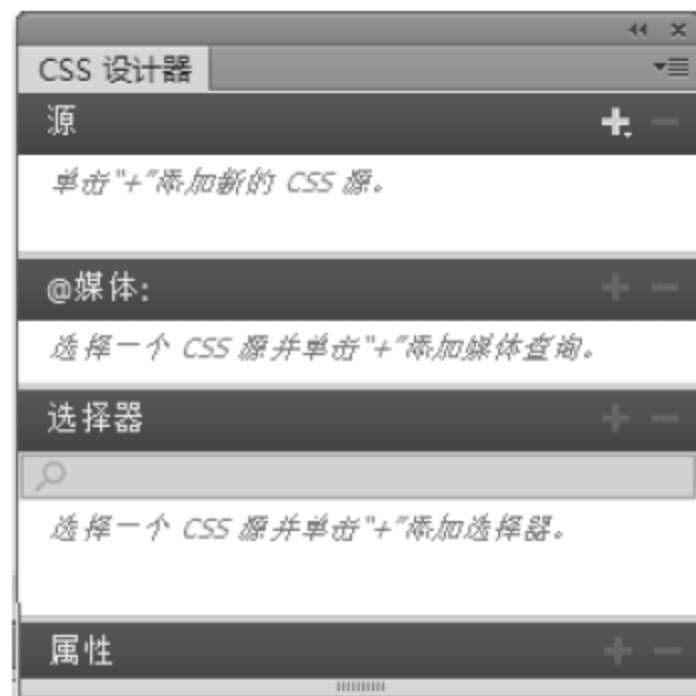 CSS 设计器
源
单击“+”添加新的 CSS 源。
@媒体:
选择一个 CSS 源并单击“+”添加媒体查询。
选择器
选择一个 CSS 源并单击“+”添加选择器。
属性